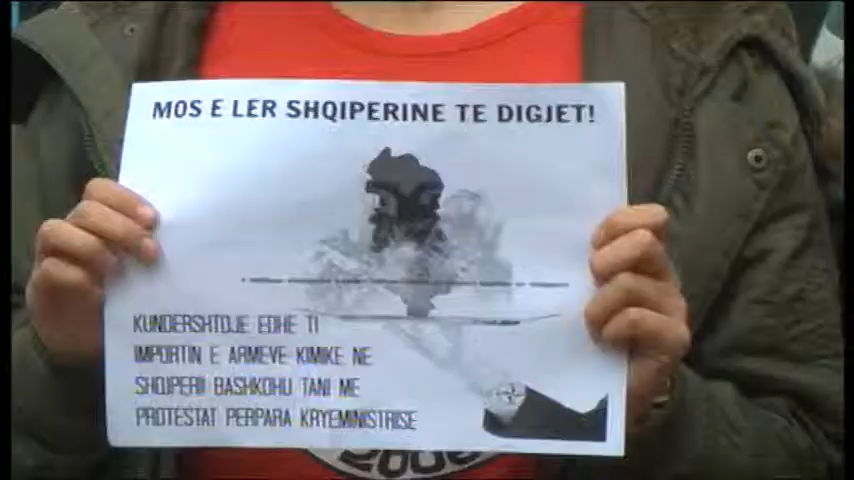 MOS E LER SHQIPERINE TE DIGJET!
KUNDERSHTOJE EDHE TI
IMPORTIN E ARMEVE KIMIKE NE
SHQIPERI BASHKOHU TANI ME
PROTESTAT PERPARA KRYEMINISTRISE